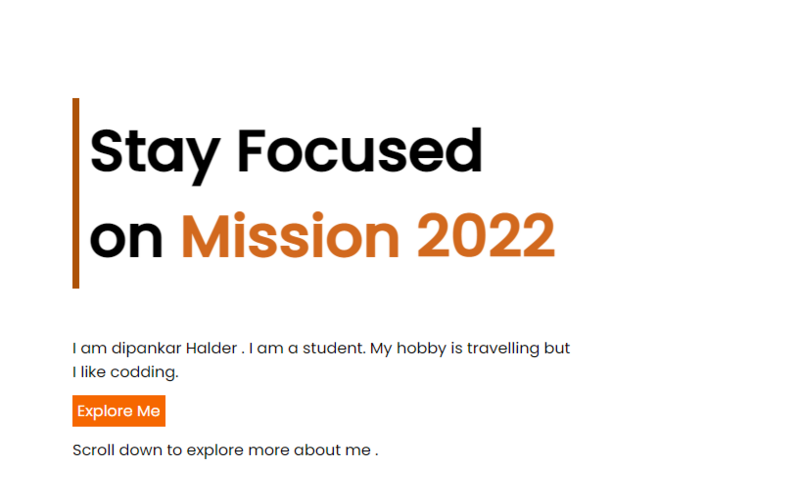 Stay Focused
on Mission 2022
I am dipankar Halder . I am a student. My hobby is travelling but
I like codding.
Explore Me
Scroll down to explore more about me .